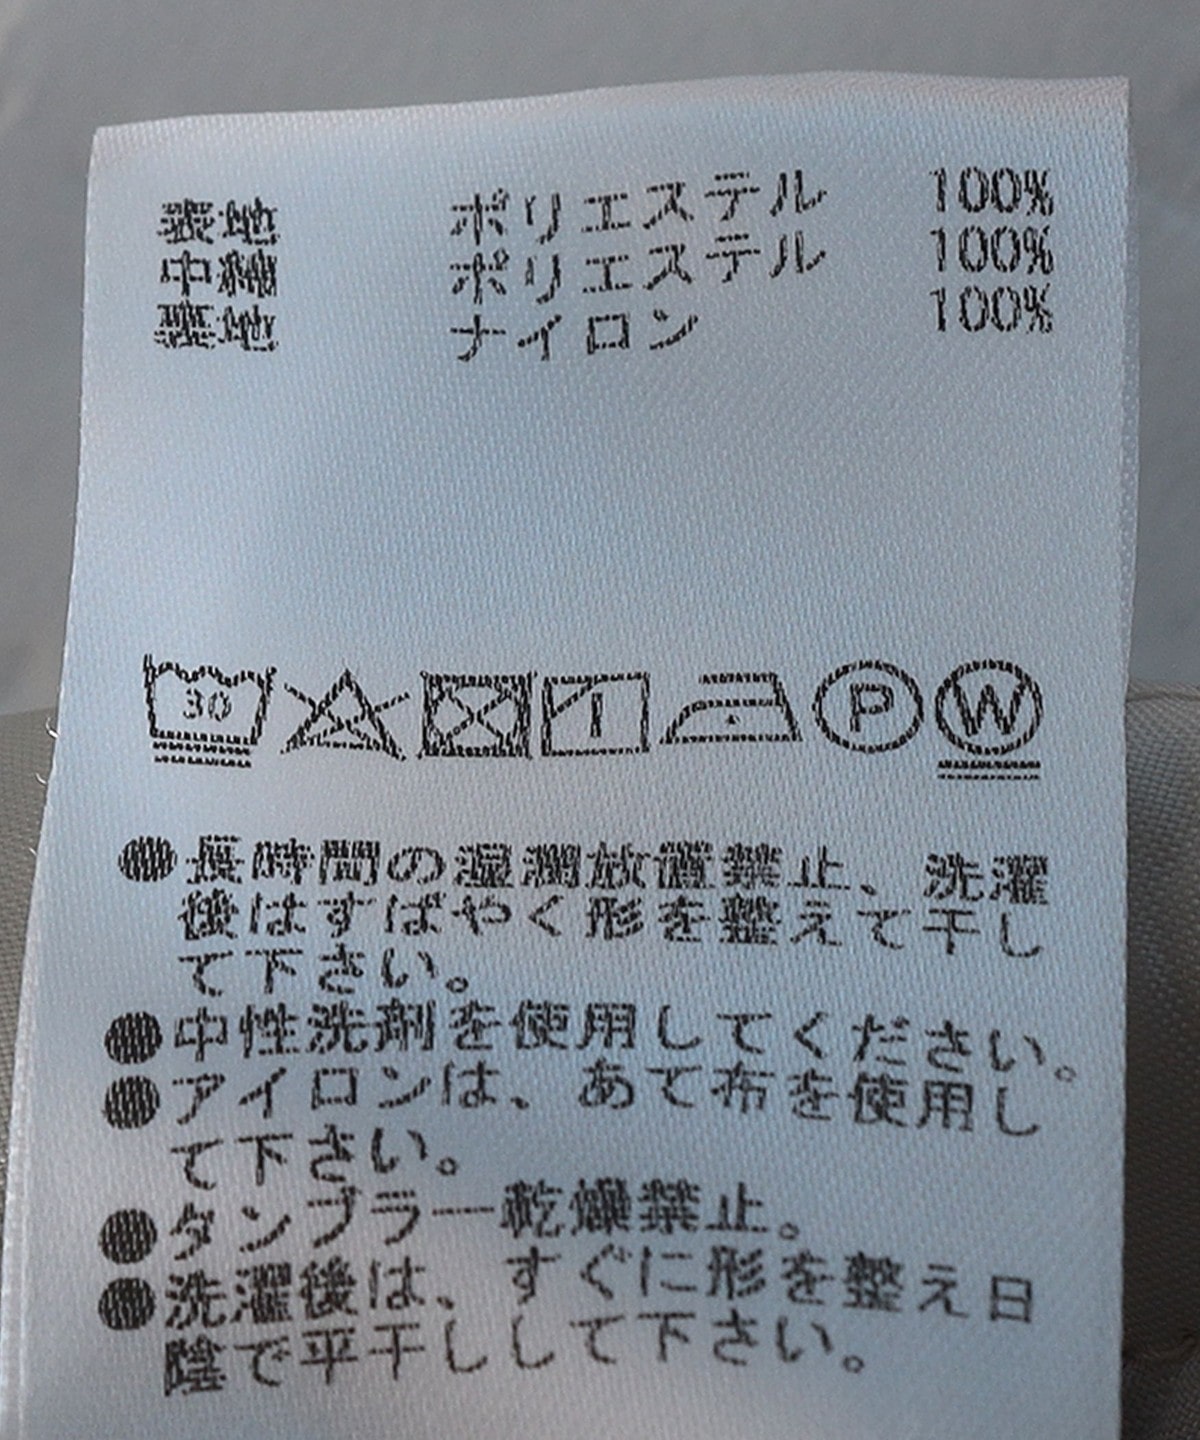 表地 ポリエステル 100%
中綿 ポリエステル 100%
裏地 ナイロン 100%
30 P W
●長時間の湿潤放置禁止、洗濯
後はすばやく形を整えて干し
て下さい。
●中性洗剤を使用してください。
●アイロンは、あて布を使用し
て下さい。
●タンブラー乾燥禁止。
●洗濯後は、すぐに形を整え日
陰で平干しして下さい。